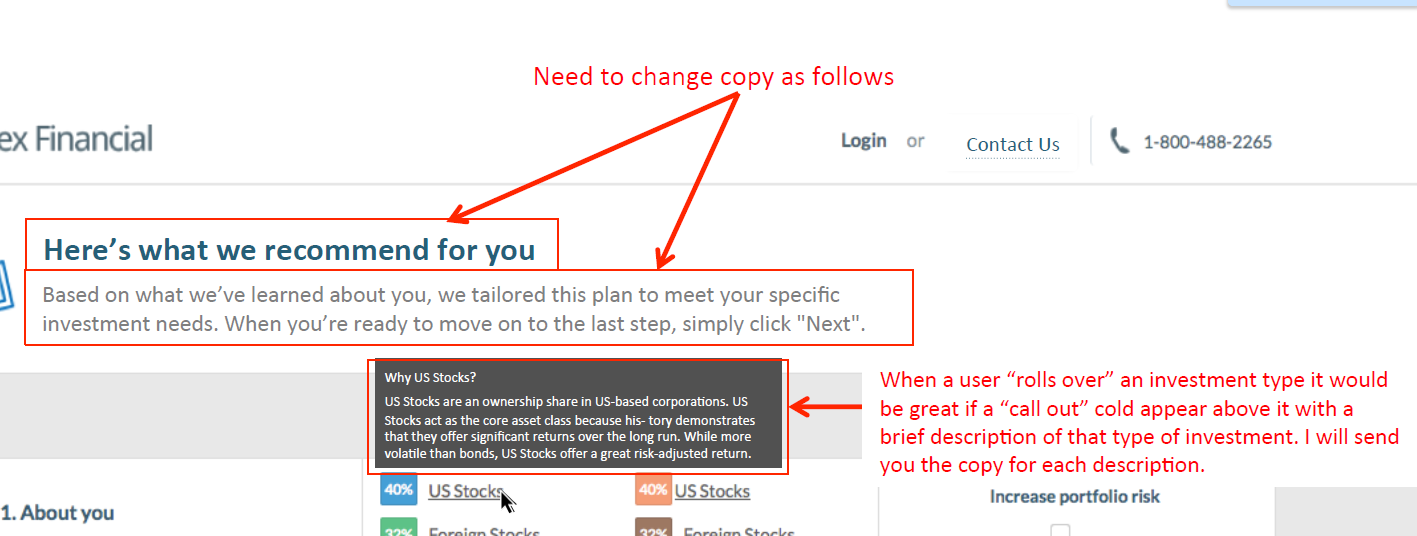 Need to change copy as follows
ex Financial
Login or Contact Us 1-800-488-2265
Here’s what we recommend for you
Based on what we’ve learned about you, we tailored this plan to meet your specific
investment needs. When you’re ready to move on to the last step, simply click "Next".
Why US Stocks?
US Stocks are an ownership share in US-based corporations. US
Stocks act as the core asset class because his- tory demonstrates
that they offer significant returns over the long run. While more
volatile than bonds, US Stocks offer a great risk-adjusted return.
When a user “rolls over” an investment type it would
be great if a “call out” cold appear above it with a
brief description of that type of investment. I will send
you the copy for each description.
40% US Stocks
40% US Stocks
Increase portfolio risk
1. About you
32% Foreign Stocks
32% Foreign Stocks